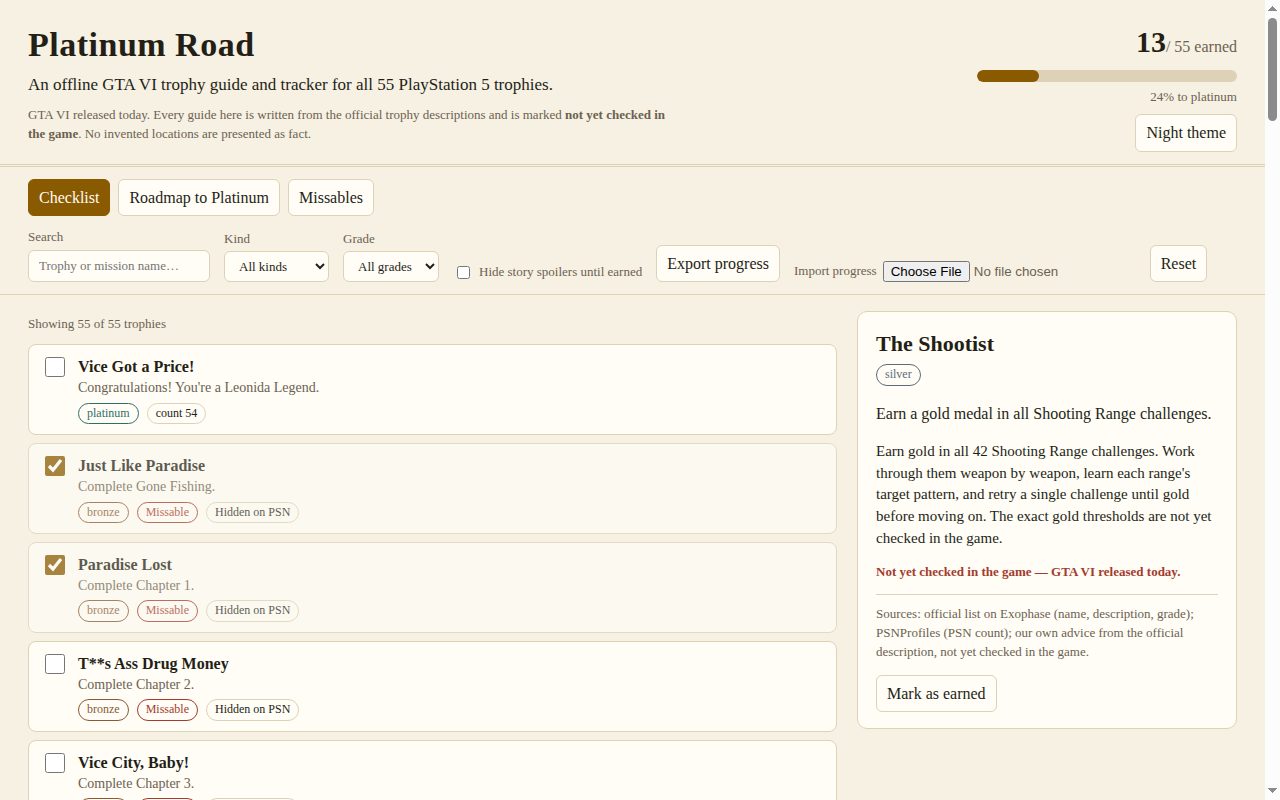 Platinum Road
An offline GTA VI trophy guide and tracker for all 55 PlayStation 5 trophies.
GTA VI released today. Every guide here is written from the official trophy descriptions and is marked not yet checked in
the game. No invented locations are presented as fact.
13/ 55 earned
24% to platinum
Night theme
Checklist
Roadmap to Platinum
Missables
Search
Trophy or mission name…
Kind
All kinds
Grade
All grades
Hide story spoilers until earned
Export progress
Import progress
Choose File
No file chosen
Reset
Showing 55 of 55 trophies
Vice Got a Price!
Congratulations! You're a Leonida Legend.
platinum
count 54
Just Like Paradise
Complete Gone Fishing.
bronze
Missable
Hidden on PSN
Paradise Lost
Complete Chapter 1.
bronze
Missable
Hidden on PSN
T**s Ass Drug Money
Complete Chapter 2.
bronze
Missable
Hidden on PSN
Vice City, Baby!
Complete Chapter 3.
The Shootist
silver
Earn a gold medal in all Shooting Range challenges.
Earn gold in all 42 Shooting Range challenges. Work
through them weapon by weapon, learn each range's
target pattern, and retry a single challenge until gold
before moving on. The exact gold thresholds are not yet
checked in the game.
Not yet checked in the game — GTA VI released today.
Sources: official list on Exophase (name, description, grade);
PSNProfiles (PSN count); our own advice from the official
description, not yet checked in the game.
Mark as earned